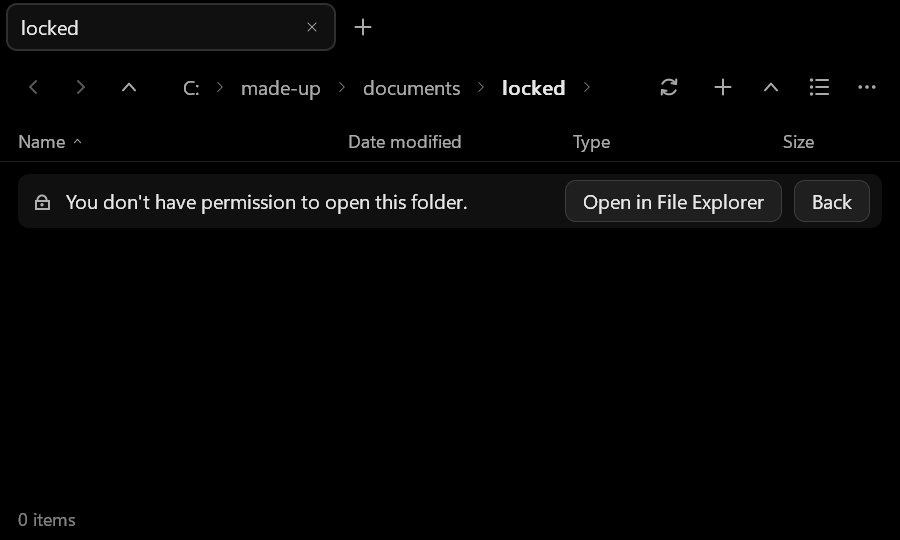 locked
C: made-up documents locked
Name Date modified Type Size
You don't have permission to open this folder. Open in File Explorer Back
0 items